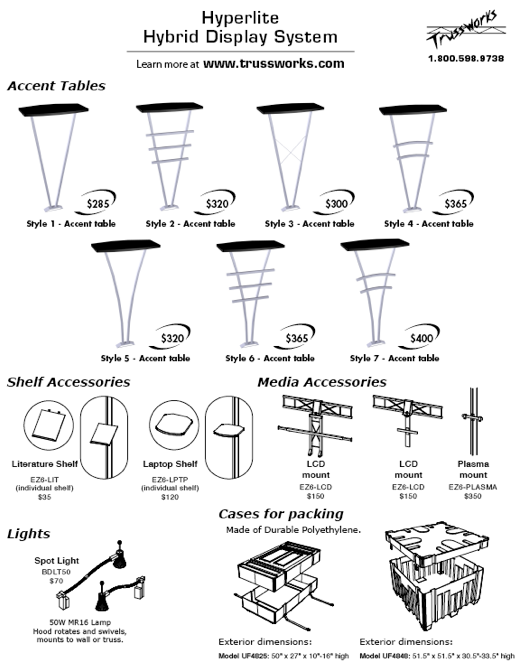 Hyperlite
Hybrid Display System
Learn more at www.trussworks.com
Trussworks
1.800.598.9738
Accent Tables
$285
$320
$300
$365
Style 1 - Accent table
Style 2 - Accent table
Style 3 - Accent table
Style 4 - Accent table
$320
$365
$400
Style 5 - Accent table
Style 6 - Accent table
Style 7 - Accent table
Shelf Accessories
Literature Shelf
EZ6-LIT
(individual shelf)
$35
Laptop Shelf
EZ6-LPTP
(individual shelf)
$120
Media Accessories
LCD
mount
EZ6-LCD
$150
LCD
mount
EZ6-LCD
$150
Plasma
mount
EZ6-PLASMA
$350
Lights
Spot Light
BDLT50
$70
50W MR16 Lamp
Hood rotates and swivels,
mounts to wall or truss.
Cases for packing
Made of Durable Polyethylene.
Exterior dimensions:
Model UF4825: 50" x 27" x 10"-16" high
Exterior dimensions:
Model UF4848: 51.5" x 51.5" x 30.5"-33.5" high